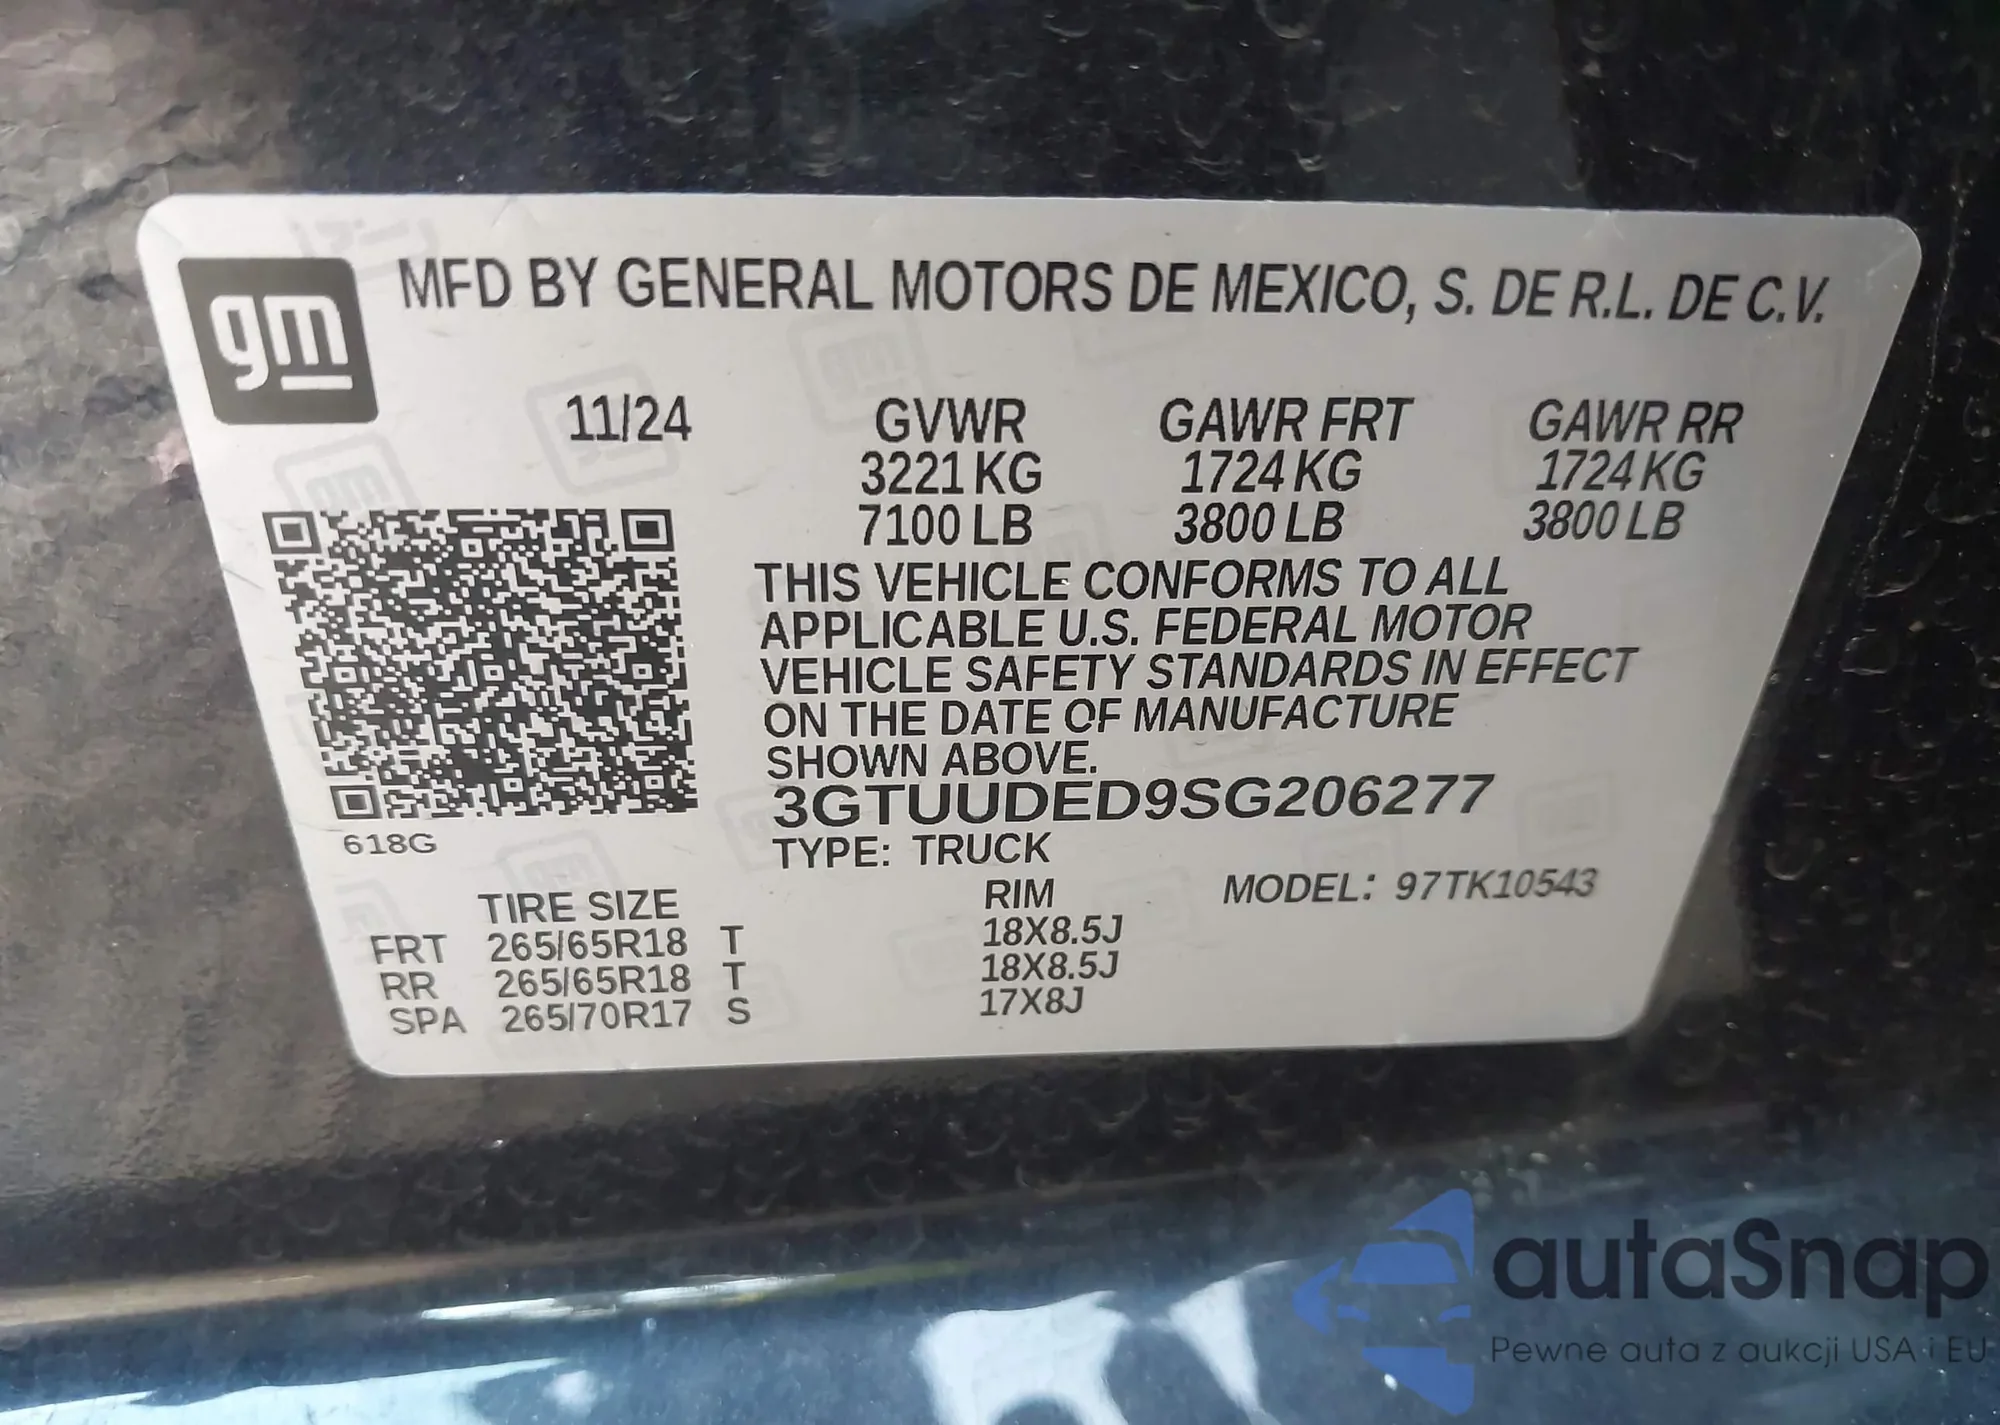 gm
MFD BY GENERAL MOTORS DE MEXICO, S. DE R.L. DE C.V.
11/24 GVWR GAWR FRT GAWR RR
3221 KG 1724 KG 1724 KG
7100 LB 3800 LB 3800 LB
THIS VEHICLE CONFORMS TO ALL
APPLICABLE U.S. FEDERAL MOTOR
VEHICLE SAFETY STANDARDS IN EFFECT
ON THE DATE OF MANUFACTURE
SHOWN ABOVE.
3GTUUDED9SG206277
618G
TYPE: TRUCK
TIRE SIZE RIM MODEL: 97TK10543
FRT 265/65R18 T 18X8.5J
RR 265/65R18 T 18X8.5J
SPA 265/70R17 S 17X8J
autaSnap
Pewne auta z aukcji USA i EU